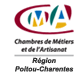 CMA
Chambres de Métiers
et de l'Artisanat
Région
Poitou-Charentes